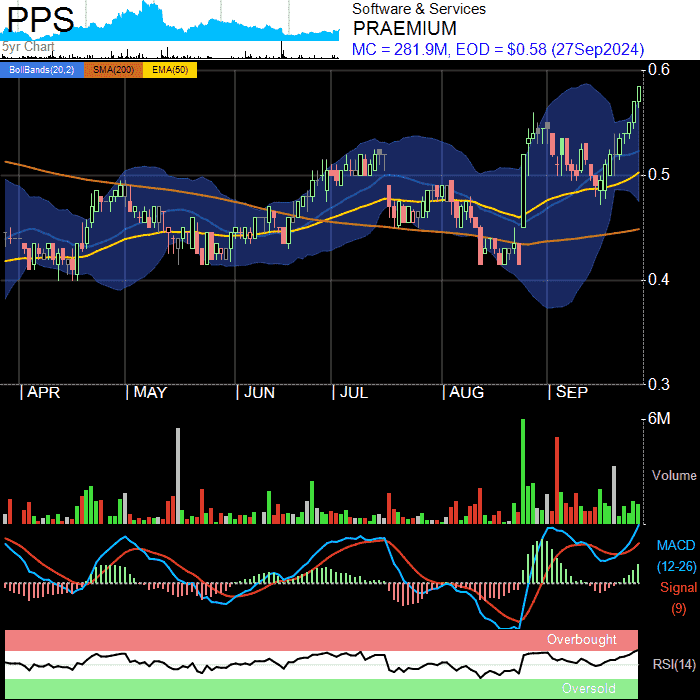 PPS
5yr Chart
Software & Services
PRAEMIUM
MC = 281.9M, EOD = $0.58 (27Sep2024)
BollBands(20,2) SMA(200) EMA(50)
0.6
0.5
0.4
0.3
APR MAY JUN JUL AUG SEP
6M
Volume
MACD
(12-26)
Signal
(9)
Overbought
RSI(14)
Oversold